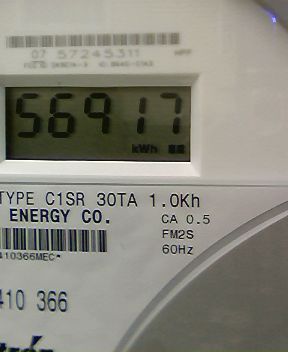 07 57245311
56917
kWh
TYPE C1SR 30TA 1.0Kh
ENERGY CO.
CA 0.5
FM2S
60Hz
410366MEC*
410 366